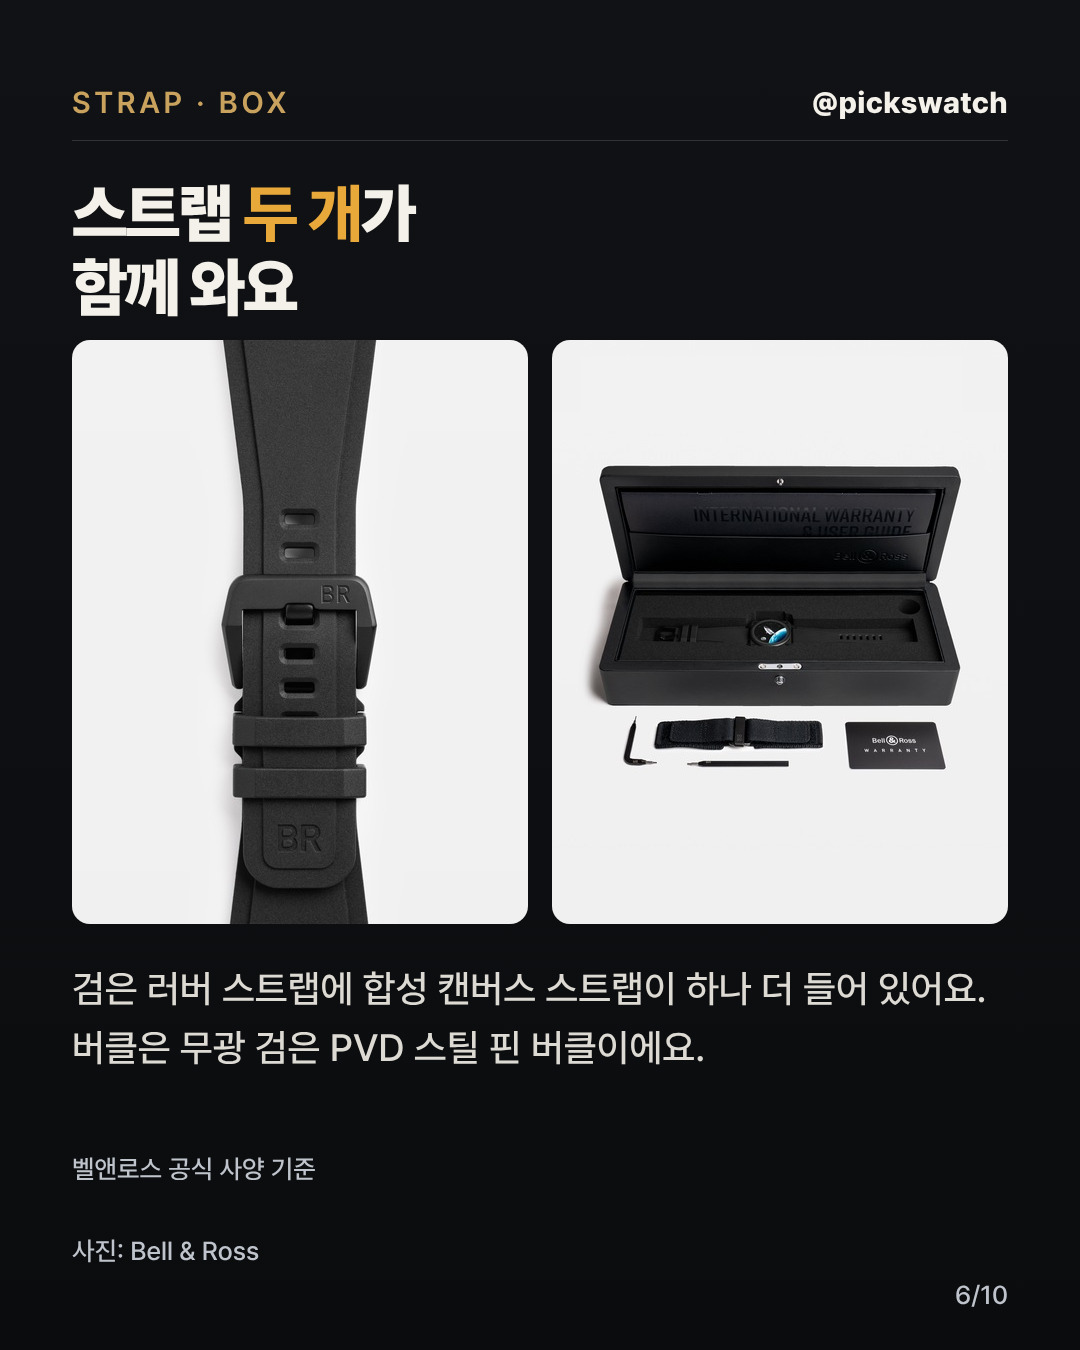 STRAP · BOX
@pickswatch
스트랩 두 개가
함께 와요
BR
BR
INTERNATIONAL WARRANTY
& USER GUIDE
Bell & Ross
Bell & Ross
WARRANTY
검은 러버 스트랩에 합성 캔버스 스트랩이 하나 더 들어 있어요.
버클은 무광 검은 PVD 스틸 핀 버클이에요.
벨앤로스 공식 사양 기준
사진: Bell & Ross
6/10